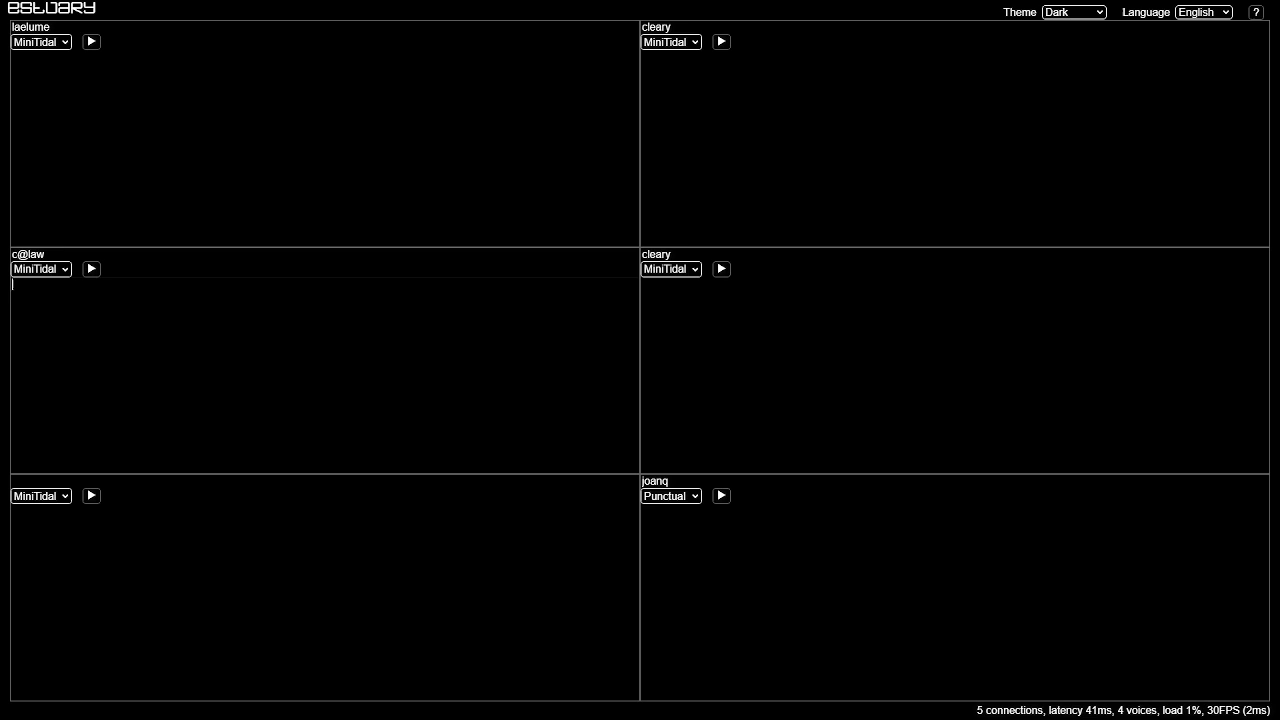 estuary
Theme Dark Language English ?
laelume
MiniTidal
cleary
MiniTidal
c@law
MiniTidal
cleary
MiniTidal
MiniTidal
joanq
Punctual
5 connections, latency 41ms, 4 voices, load 1%, 30FPS (2ms)